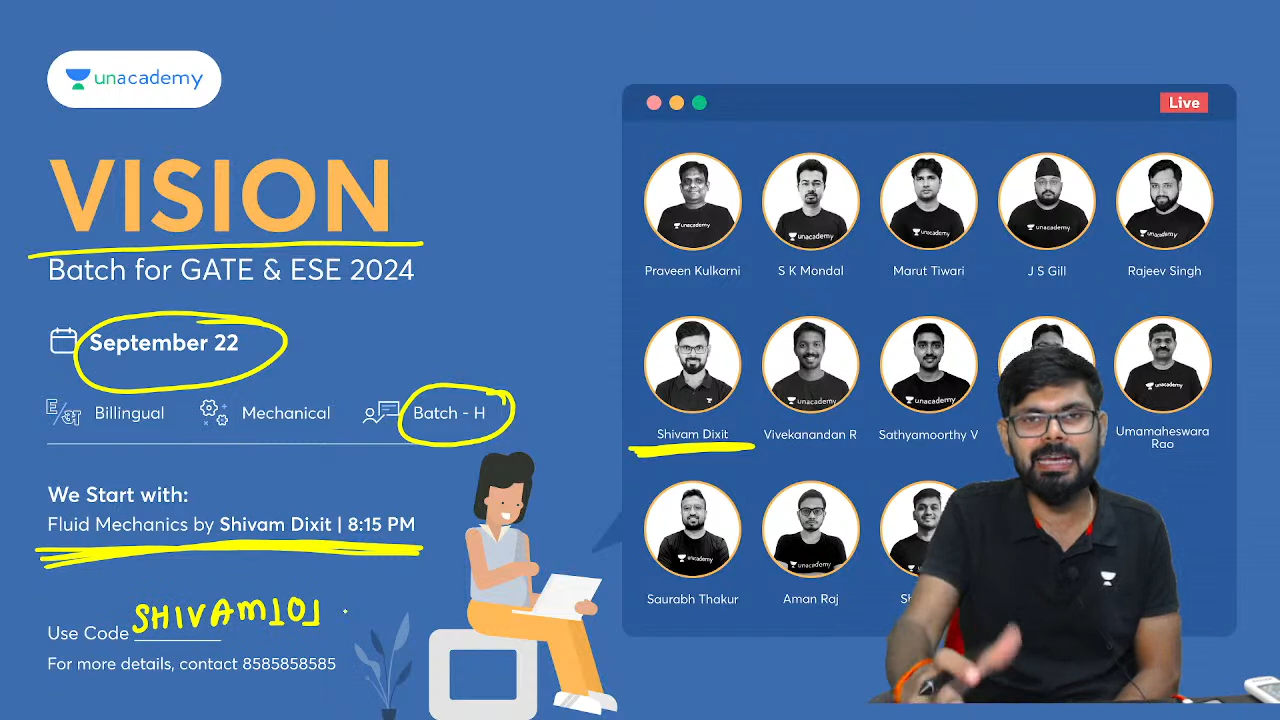 unacademy
VISION
Batch for GATE & ESE 2024
September 22
Billingual
Mechanical
Batch - H
We Start with:
Fluid Mechanics by Shivam Dixit | 8:15 PM
Use Code SHIVAM101
For more details, contact 8585858585
Live
Praveen Kulkarni
S K Mondal
Marut Tiwari
J S Gill
Rajeev Singh
Shivam Dixit
Vivekanandan R
Sathyamoorthy V
Umamaheswara
Rao
Saurabh Thakur
Aman Raj